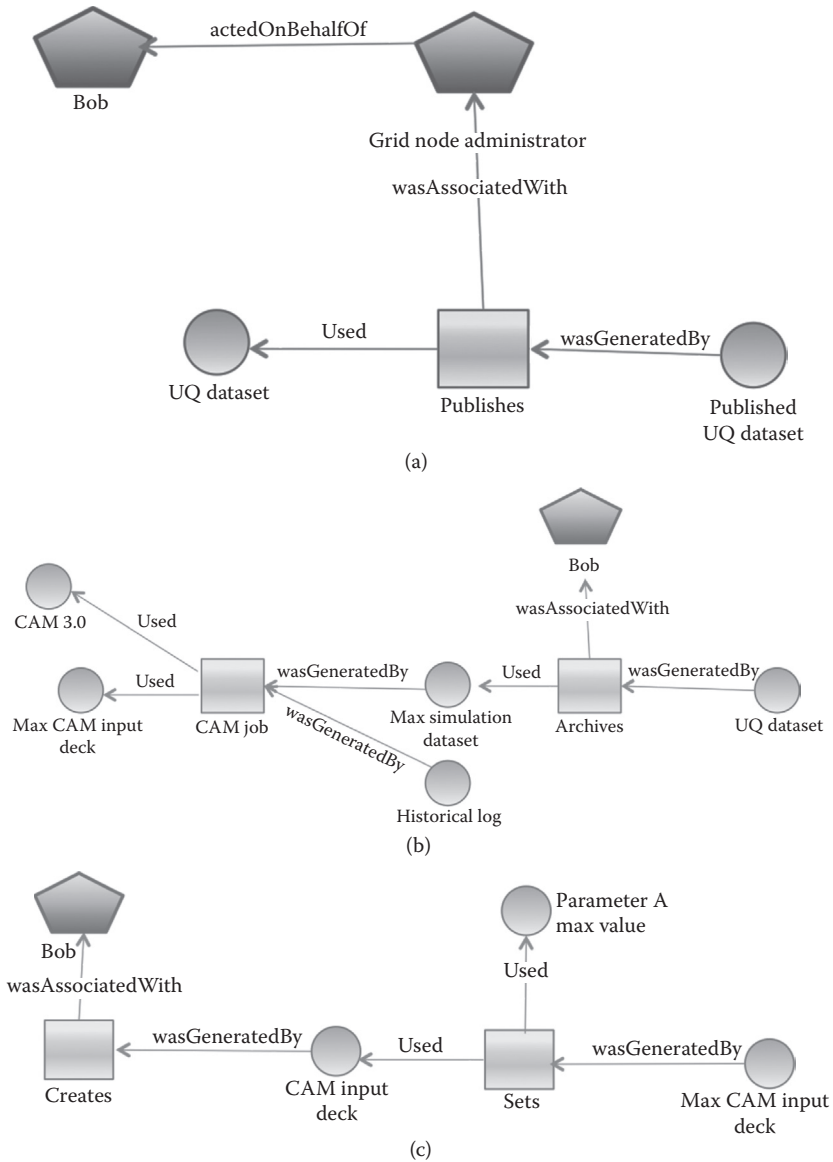 actedOnBehalfOf
Bob
Grid node administrator
wasAssociatedWith
Used
wasGeneratedBy
UQ dataset
Publishes
Published
UQ dataset
(a)
Bob
wasAssociatedWith
CAM 3.0
Used
Used
wasGeneratedBy
Used
wasGeneratedBy
Max CAM input
deck
CAM job
wasGeneratedBy
Max simulation
dataset
Archives
UQ dataset
Historical log
(b)
Parameter A
max value
Bob
wasAssociatedWith
Used
wasGeneratedBy
Used
wasGeneratedBy
Creates
CAM input
deck
Sets
Max CAM input
deck
(c)